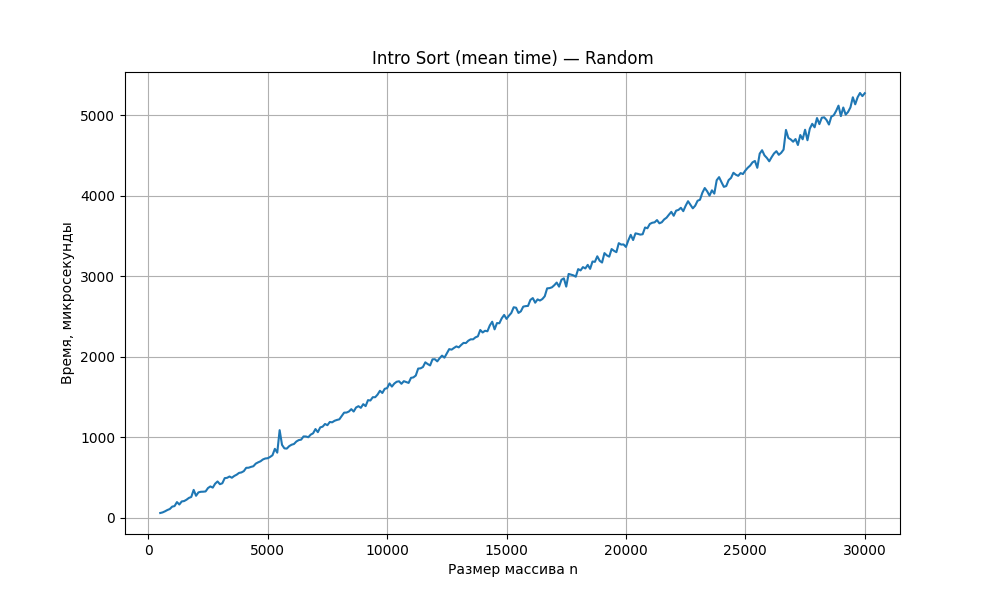 Intro Sort (mean time) — Random
Время, микросекунды
5000
4000
3000
2000
1000
0
0 5000 10000 15000 20000 25000 30000
Размер массива n